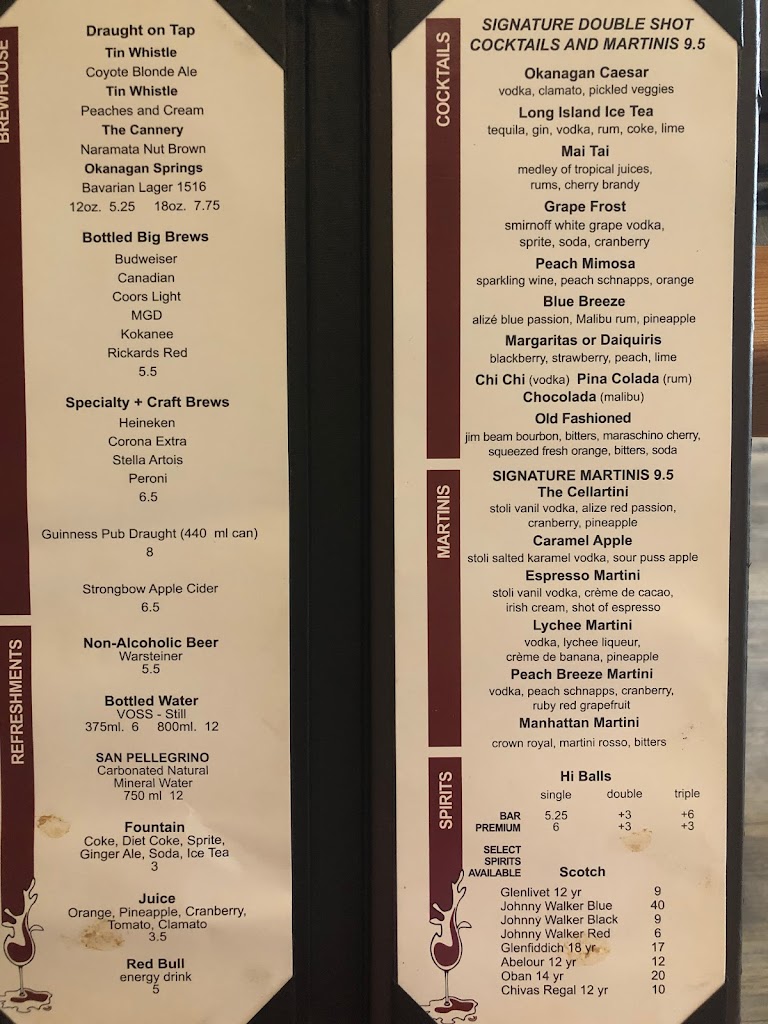 BREWHOUSE
Draught on Tap
Tin Whistle
Coyote Blonde Ale
Tin Whistle
Peaches and Cream
The Cannery
Naramata Nut Brown
Okanagan Springs
Bavarian Lager 1516
12oz. 5.25 18oz. 7.75
Bottled Big Brews
Budweiser
Canadian
Coors Light
MGD
Kokanee
Rickards Red
5.5
Specialty + Craft Brews
Heineken
Corona Extra
Stella Artois
Peroni
6.5
Guinness Pub Draught (440 ml can)
8
Strongbow Apple Cider
6.5
REFRESHMENTS
Non-Alcoholic Beer
Warsteiner
5.5
Bottled Water
VOSS - Still
375ml. 6 800ml. 12
SAN PELLEGRINO
Carbonated Natural
Mineral Water
750 ml 12
Fountain
Coke, Diet Coke, Sprite,
Ginger Ale, Soda, Ice Tea
3
Juice
Orange, Pineapple, Cranberry,
Tomato, Clamato
3.5
Red Bull
energy drink
5
COCKTAILS
SIGNATURE DOUBLE SHOT
COCKTAILS AND MARTINIS 9.5
Okanagan Caesar
vodka, clamato, pickled veggies
Long Island Ice Tea
tequila, gin, vodka, rum, coke, lime
Mai Tai
medley of tropical juices,
rums, cherry brandy
Grape Frost
smirnoff white grape vodka,
sprite, soda, cranberry
Peach Mimosa
sparkling wine, peach schnapps, orange
Blue Breeze
alizé blue passion, Malibu rum, pineapple
Margaritas or Daiquiris
blackberry, strawberry, peach, lime
Chi Chi (vodka) Pina Colada (rum)
Chocolada (malibu)
Old Fashioned
jim beam bourbon, bitters, maraschino cherry,
squeezed fresh orange, bitters, soda
MARTINIS
SIGNATURE MARTINIS 9.5
The Cellartini
stoli vanil vodka, alize red passion,
cranberry, pineapple
Caramel Apple
stoli salted karamel vodka, sour puss apple
Espresso Martini
stoli vanil vodka, crème de cacao,
irish cream, shot of espresso
Lychee Martini
vodka, lychee liqueur,
crème de banana, pineapple
Peach Breeze Martini
vodka, peach schnapps, cranberry,
ruby red grapefruit
Manhattan Martini
crown royal, martini rosso, bitters
SPIRITS
Hi Balls
single double triple
BAR 5.25 +3 +6
PREMIUM 6 +3 +3
SELECT
SPIRITS
AVAILABLE
Scotch
Glenlivet 12 yr 9
Johnny Walker Blue 40
Johnny Walker Black 9
Johnny Walker Red 6
Glenfiddich 18 yr 17
Abelour 12 yr 12
Oban 14 yr 20
Chivas Regal 12 yr 10